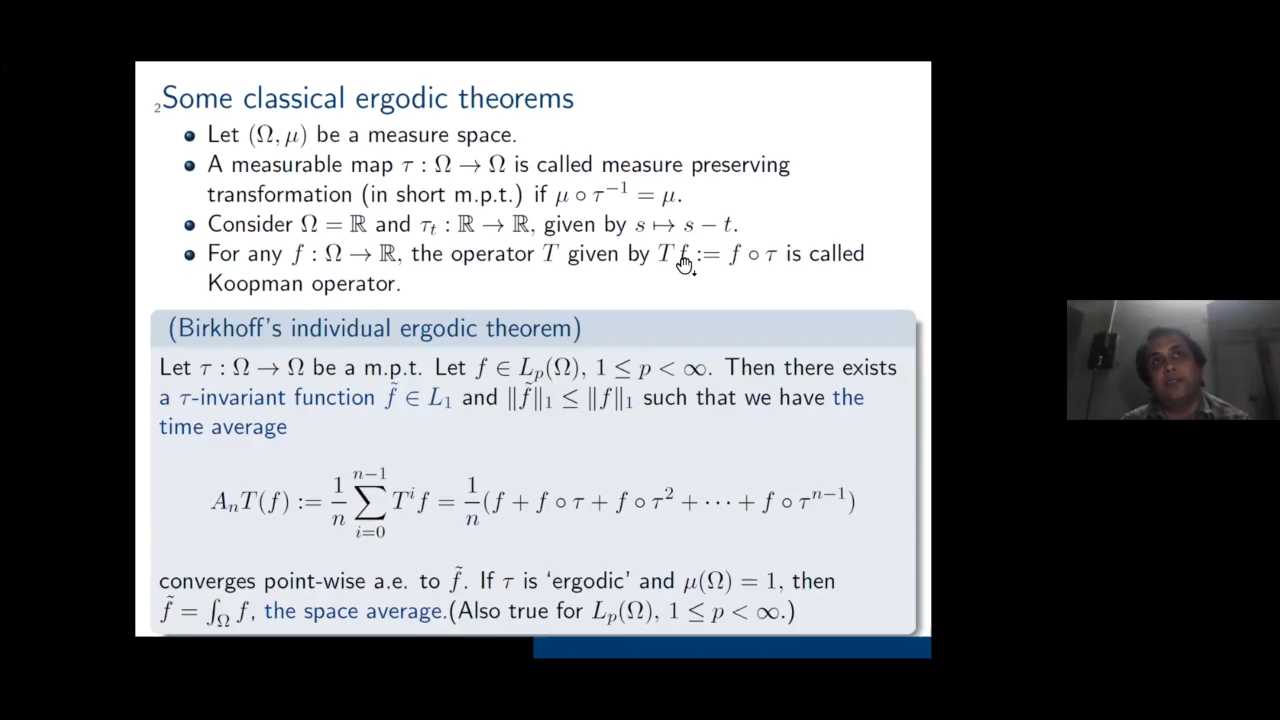 2 Some classical ergodic theorems
Let (Ω, μ) be a measure space.
A measurable map τ : Ω → Ω is called measure preserving
transformation (in short m.p.t.) if μ ∘ τ⁻¹ = μ.
Consider Ω = ℝ and τₜ : ℝ → ℝ, given by s ↦ s − t.
For any f : Ω → ℝ, the operator T given by Tf := f ∘ τ is called
Koopman operator.
(Birkhoff's individual ergodic theorem)
Let τ : Ω → Ω be a m.p.t. Let f ∈ Lₚ(Ω), 1 ≤ p < ∞. Then there exists
a τ-invariant function f̃ ∈ L₁ and ‖f̃‖₁ ≤ ‖f‖₁ such that we have the
time average
AₙT(f) := 1/n ∑_{i=0}^{n−1} Tⁱf = 1/n (f + f ∘ τ + f ∘ τ² + ⋯ + f ∘ τⁿ⁻¹)
converges point-wise a.e. to f̃. If τ is ‘ergodic’ and μ(Ω) = 1, then
f̃ = ∫_Ω f, the space average.(Also true for Lₚ(Ω), 1 ≤ p < ∞.)